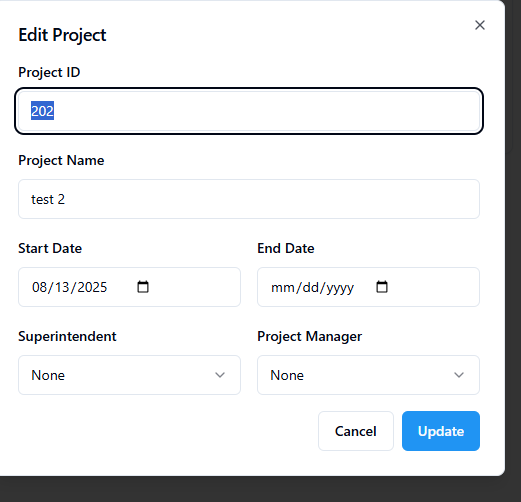 Edit Project
Project ID
202
Project Name
test 2
Start Date End Date
08/13/2025 mm/dd/yyyy
Superintendent Project Manager
None None
Cancel Update